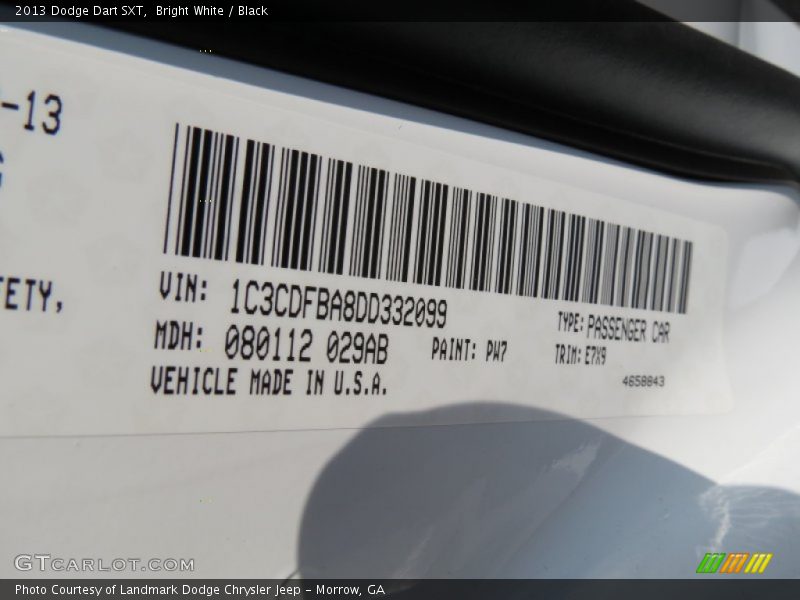 2013 Dodge Dart SXT, Bright White / Black
-13
ETY,
VIN: 1C3CDFBA8DD332099
TYPE: PASSENGER CAR
MDH: 080112 029AB
PAINT: PW7
TRIM: E7X9
VEHICLE MADE IN U.S.A.
4658843
GTCARLOT.COM
Photo Courtesy of Landmark Dodge Chrysler Jeep - Morrow, GA